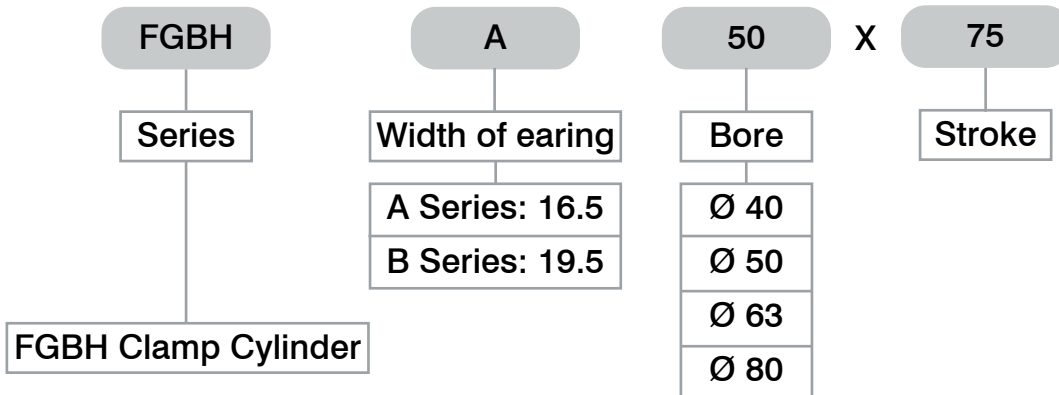 FGBH A 50 X 75
Series Width of earing Bore Stroke
A Series: 16.5 Ø 40
B Series: 19.5 Ø 50
Ø 63
FGBH Clamp Cylinder
Ø 80